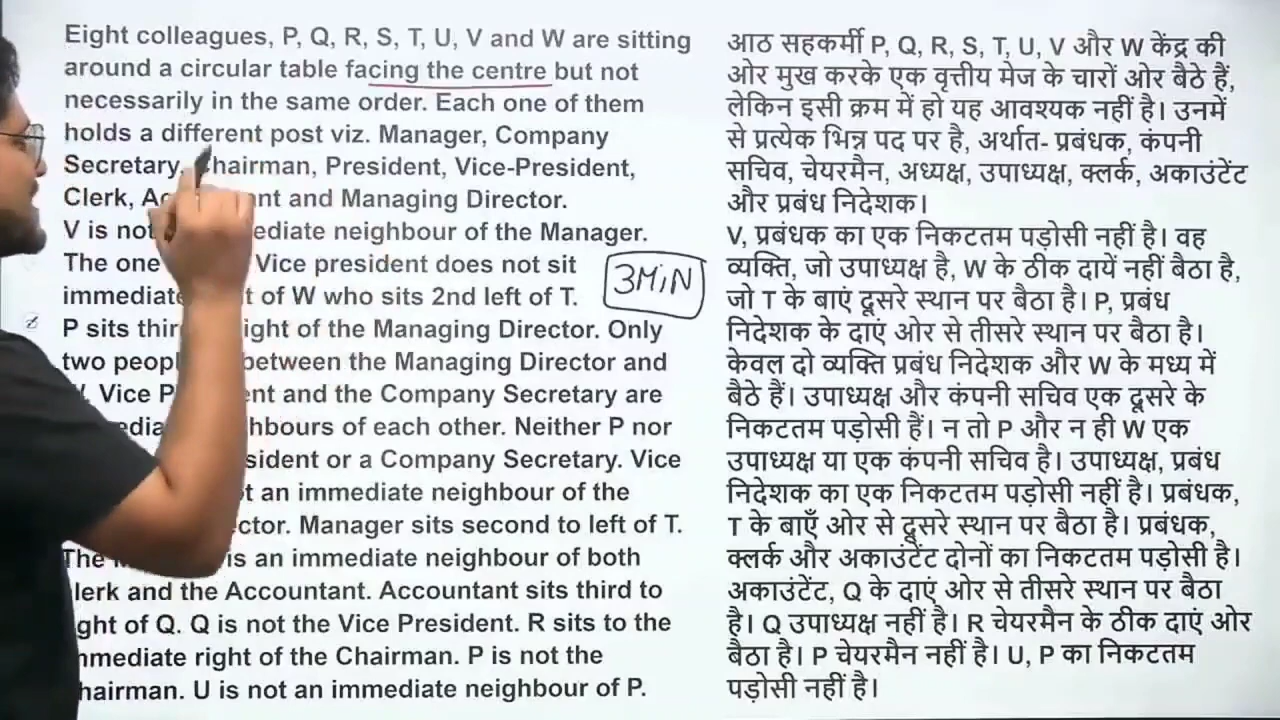 Eight colleagues, P, Q, R, S, T, U, V and W are sitting
around a circular table facing the centre but not
necessarily in the same order. Each one of them
holds a different post viz. Manager, Company
Secretary, Chairman, President, Vice-President,
Clerk, nt and Managing Director.
V is not ediate neighbour of the Manager.
The one Vice president does not sit
immediate t of W who sits 2nd left of T.
P sits thir ight of the Managing Director. Only
two peopl between the Managing Director and
Vice P ent and the Company Secretary are
edia hbours of each other. Neither P nor
sident or a Company Secretary. Vice
t an immediate neighbour of the
ctor. Manager sits second to left of T.
The is an immediate neighbour of both
lerk and the Accountant. Accountant sits third to
ght of Q. Q is not the Vice President. R sits to the
mmediate right of the Chairman. P is not the
hairman. U is not an immediate neighbour of P.
3MiN
आठ सहकर्मी P, Q, R, S, T, U, V और W केंद्र की
ओर मुख करके एक वृत्तीय मेज के चारों ओर बैठे हैं,
लेकिन इसी क्रम में हो यह आवश्यक नहीं है। उनमें
से प्रत्येक भिन्न पद पर है, अर्थात- प्रबंधक, कंपनी
सचिव, चेयरमैन, अध्यक्ष, उपाध्यक्ष, क्लर्क, अकाउंटेंट
और प्रबंध निदेशक।
V, प्रबंधक का एक निकटतम पड़ोसी नहीं है। वह
व्यक्ति, जो उपाध्यक्ष है, W के ठीक दायें नहीं बैठा है,
जो T के बाएं दूसरे स्थान पर बैठा है। P, प्रबंध
निदेशक के दाएं ओर से तीसरे स्थान पर बैठा है।
केवल दो व्यक्ति प्रबंध निदेशक और W के मध्य में
बैठे हैं। उपाध्यक्ष और कंपनी सचिव एक दूसरे के
निकटतम पड़ोसी हैं। न तो P और न ही W एक
उपाध्यक्ष या एक कंपनी सचिव है। उपाध्यक्ष, प्रबंध
निदेशक का एक निकटतम पड़ोसी नहीं है। प्रबंधक,
T के बाएँ ओर से दूसरे स्थान पर बैठा है। प्रबंधक,
क्लर्क और अकाउंटेंट दोनों का निकटतम पड़ोसी है।
अकाउंटेंट, Q के दाएं ओर से तीसरे स्थान पर बैठा
है। Q उपाध्यक्ष नहीं है। R चेयरमैन के ठीक दाएं ओर
बैठा है। P चेयरमैन नहीं है। U, P का निकटतम
पड़ोसी नहीं है।